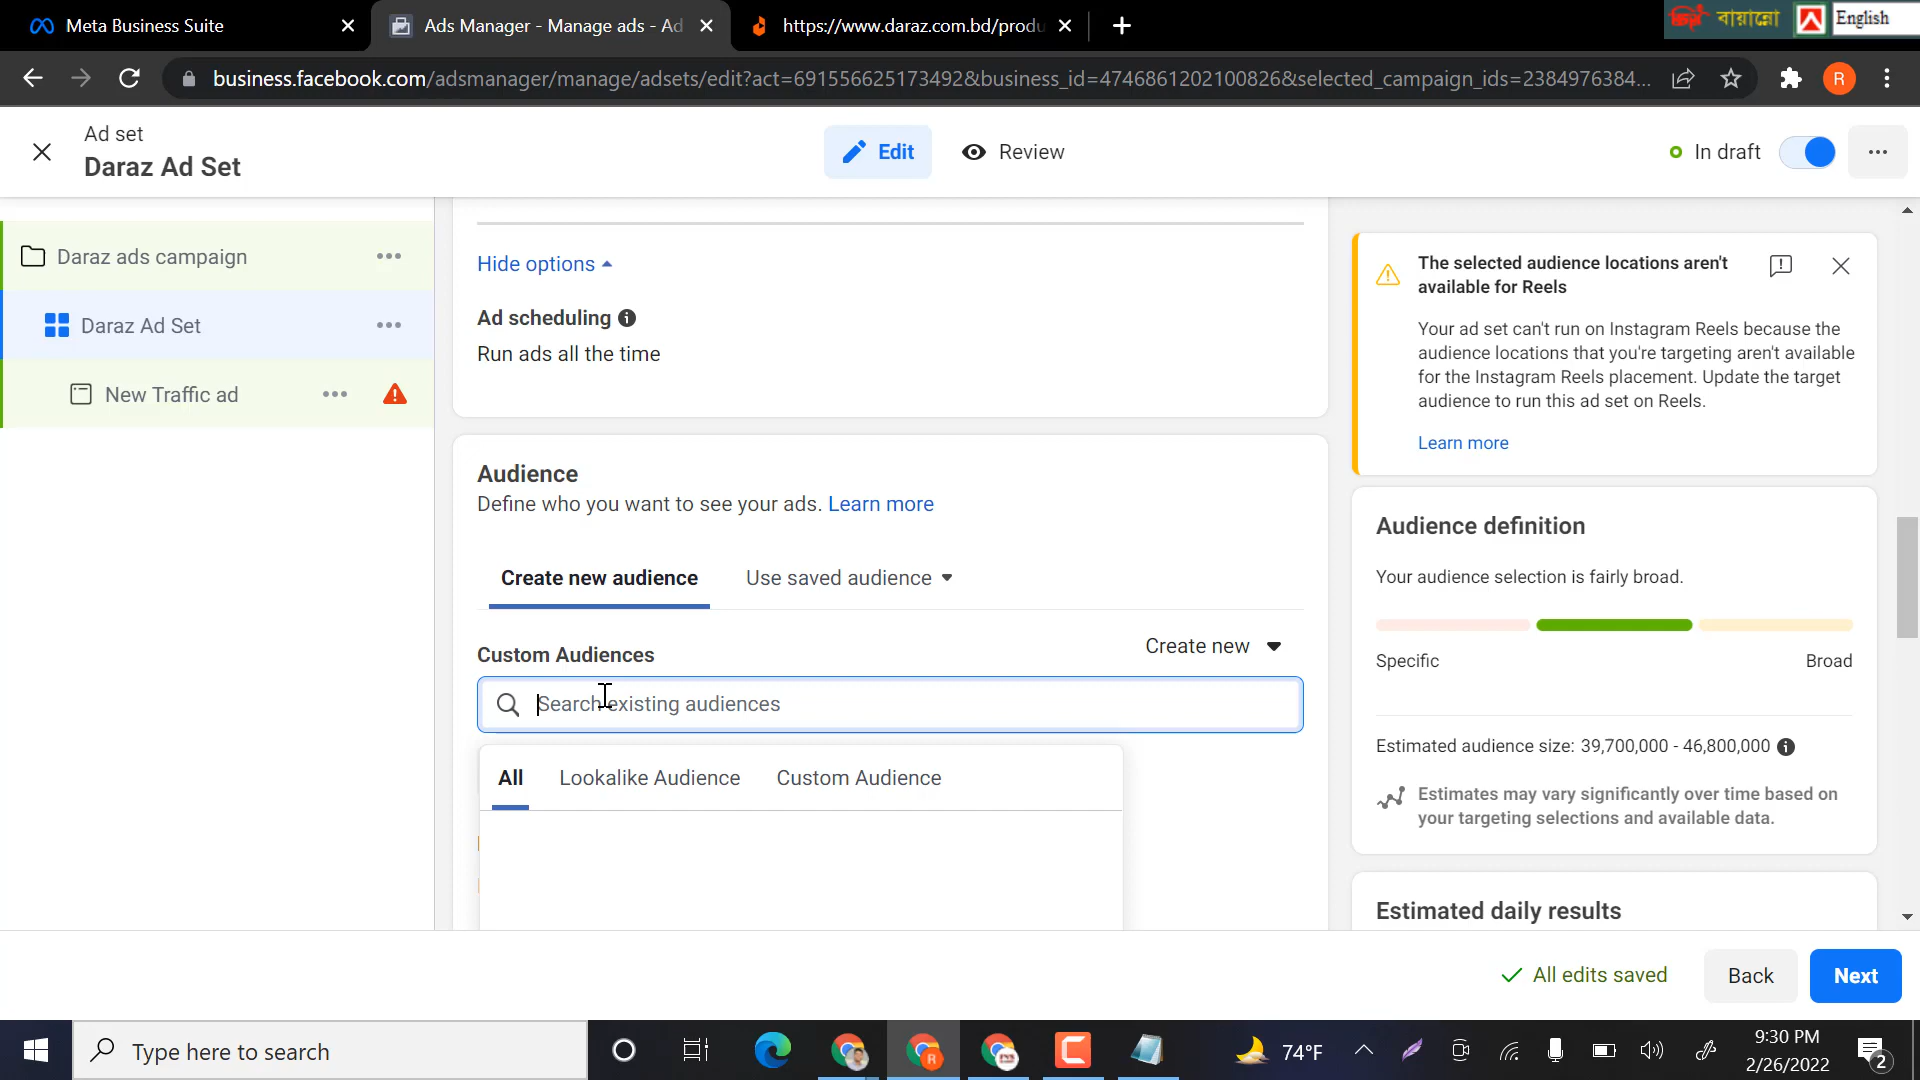 Meta Business Suite
Ads Manager - Manage ads - Ad
https://www.daraz.com.bd/produ
বায়ান্নো
English
business.facebook.com/adsmanager/manage/adsets/edit?act=691556625173492&business_id=4746861202100826&selected_campaign_ids=2384976384...
R
Ad set
Daraz Ad Set
Edit
Review
In draft
Daraz ads campaign
Daraz Ad Set
New Traffic ad
Hide options
Ad scheduling
Run ads all the time
Audience
Define who you want to see your ads. Learn more
Create new audience
Use saved audience
Custom Audiences
Create new
Search existing audiences
All
Lookalike Audience
Custom Audience
The selected audience locations aren't
available for Reels
Your ad set can't run on Instagram Reels because the
audience locations that you're targeting aren't available
for the Instagram Reels placement. Update the target
audience to run this ad set on Reels.
Learn more
Audience definition
Your audience selection is fairly broad.
Specific
Broad
Estimated audience size: 39,700,000 - 46,800,000
Estimates may vary significantly over time based on
your targeting selections and available data.
Estimated daily results
All edits saved
Back
Next
Type here to search
R
74°F
9:30 PM
2/26/2022
2